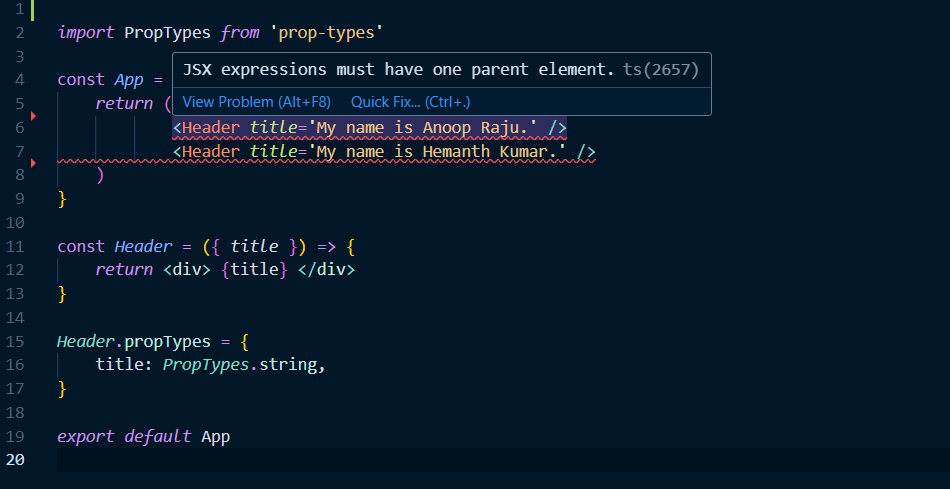 1
2 import PropTypes from 'prop-types'
3
4 const App =
JSX expressions must have one parent element. ts(2657)
View Problem (Alt+F8) Quick Fix... (Ctrl+.)
5 return (
6 <Header title='My name is Anoop Raju.' />
7 <Header title='My name is Hemanth Kumar.' />
8 )
9 }
10
11 const Header = ({ title }) => {
12 return <div> {title} </div>
13 }
14
15 Header.propTypes = {
16 title: PropTypes.string,
17 }
18
19 export default App
20